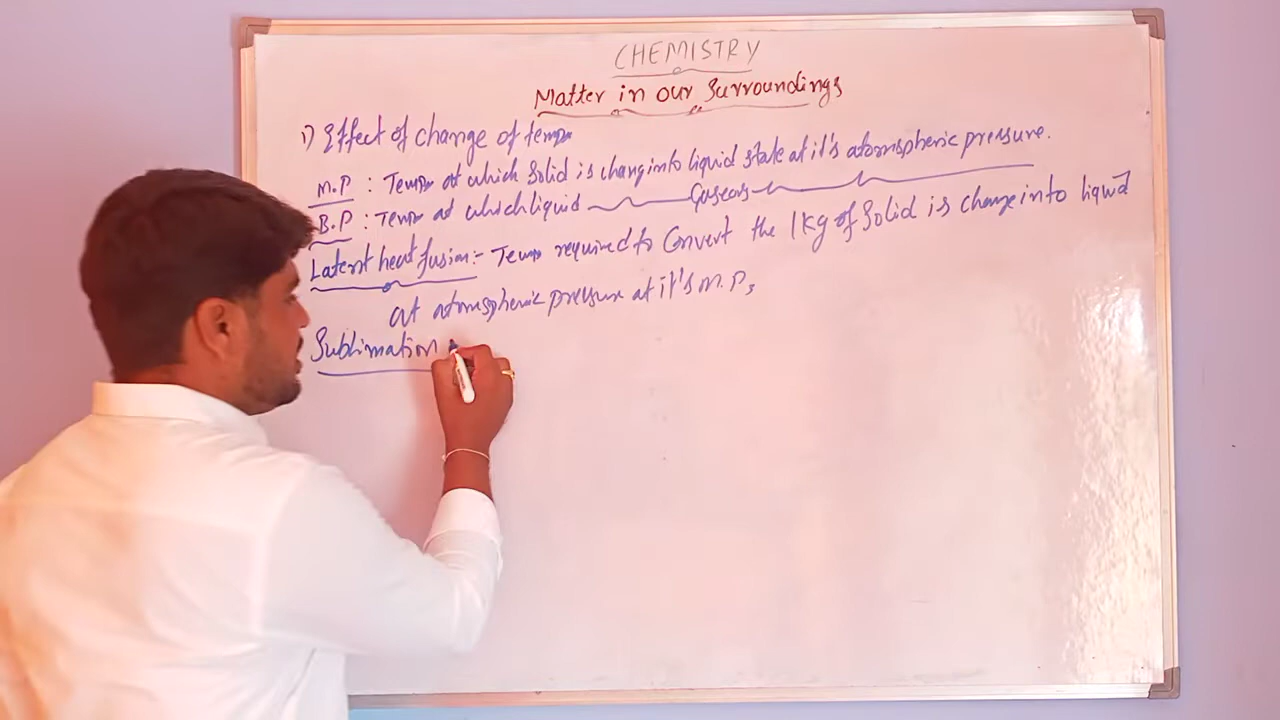 CHEMISTRY
Matter in our Surroundings
1) Effect of change of temp
M.P : Temp at which Solid is change into liquid state at it's atomspheric pressure.
B.P : Temp at which liquid Gaseous
Latent heat fusion:- Temp required to Convert the 1kg of Solid is change into liquid
at atomspheric pressure at it's M.P,
Sublimation